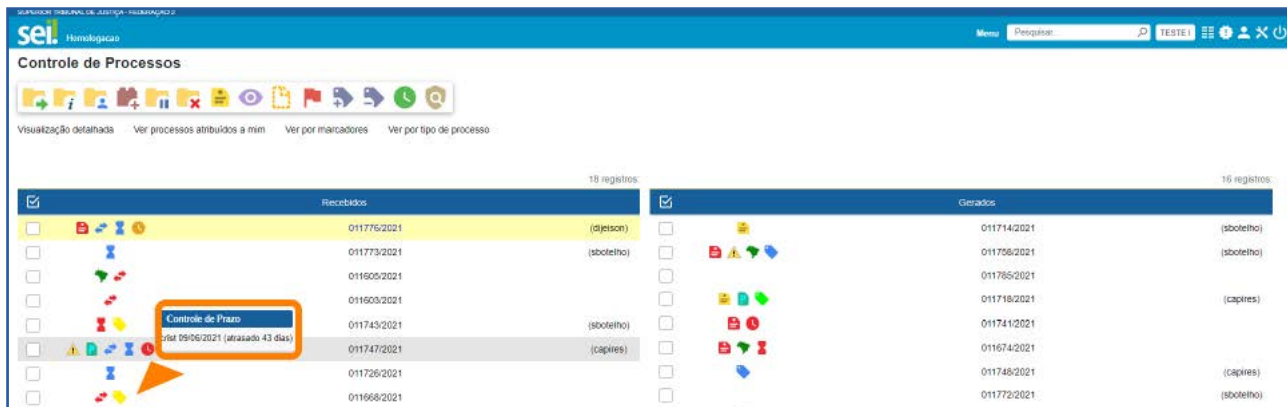 SUPERIOR TRIBUNAL DE JUSTIÇA - FEDERAÇÃO 2
sei. Homologacao
Menu Pesquisar... TESTE I
Controle de Processos
Visualização detalhada Ver processos atribuídos a mim Ver por marcadores Ver por tipo de processo
18 registros:
16 registros:
Recebidos
Gerados
011776/2021 (dijeison)
011714/2021 (sbotelho)
011773/2021 (sbotelho)
011758/2021 (sbotelho)
011605/2021
011785/2021
011603/2021
011718/2021 (capires)
Controle de Prazo
011743/2021 (sbotelho)
011741/2021
crist 09/06/2021 (atrasado 43 dias)
011747/2021 (capires)
011674/2021
011726/2021
011748/2021 (capires)
011668/2021
011772/2021 (sbotelho)